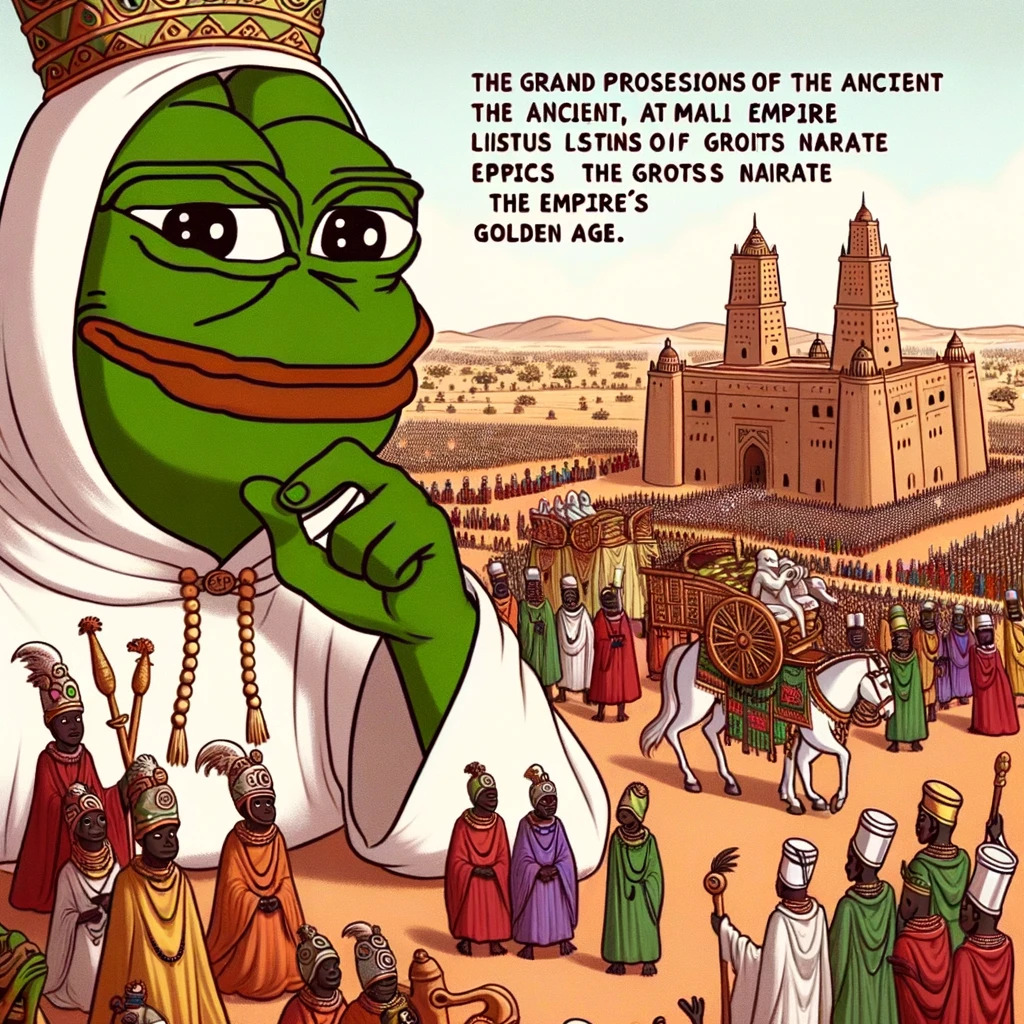 THE GRAND PROSESIONS OF THE ANCIENT
THE ANCIENT, AT MALI EMPIRE
LIISTUS LSTINS OIF GROITS NARATE
EPPICS THE GROTSS NAIRATE
THE EMPIRE'S
GOLDEN AGE.